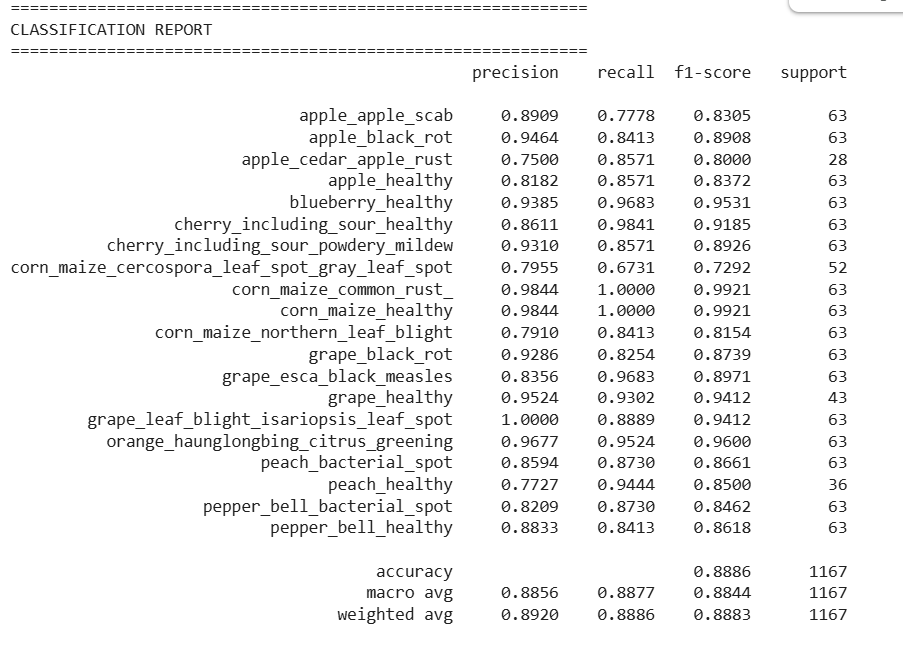 ============================================================
CLASSIFICATION REPORT
============================================================
precision recall f1-score support
apple_apple_scab 0.8909 0.7778 0.8305 63
apple_black_rot 0.9464 0.8413 0.8908 63
apple_cedar_apple_rust 0.7500 0.8571 0.8000 28
apple_healthy 0.8182 0.8571 0.8372 63
blueberry_healthy 0.9385 0.9683 0.9531 63
cherry_including_sour_healthy 0.8611 0.9841 0.9185 63
cherry_including_sour_powdery_mildew 0.9310 0.8571 0.8926 63
corn_maize_cercospora_leaf_spot_gray_leaf_spot 0.7955 0.6731 0.7292 52
corn_maize_common_rust_ 0.9844 1.0000 0.9921 63
corn_maize_healthy 0.9844 1.0000 0.9921 63
corn_maize_northern_leaf_blight 0.7910 0.8413 0.8154 63
grape_black_rot 0.9286 0.8254 0.8739 63
grape_esca_black_measles 0.8356 0.9683 0.8971 63
grape_healthy 0.9524 0.9302 0.9412 43
grape_leaf_blight_isariopsis_leaf_spot 1.0000 0.8889 0.9412 63
orange_haunglongbing_citrus_greening 0.9677 0.9524 0.9600 63
peach_bacterial_spot 0.8594 0.8730 0.8661 63
peach_healthy 0.7727 0.9444 0.8500 36
pepper_bell_bacterial_spot 0.8209 0.8730 0.8462 63
pepper_bell_healthy 0.8833 0.8413 0.8618 63
accuracy 0.8886 1167
macro avg 0.8856 0.8877 0.8844 1167
weighted avg 0.8920 0.8886 0.8883 1167